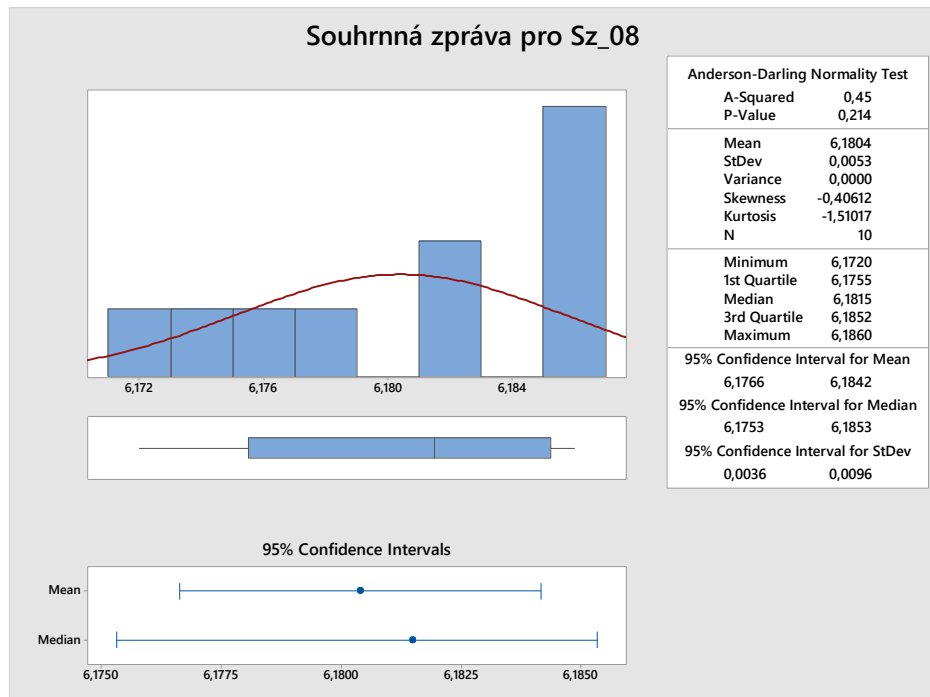 Souhrnná zpráva pro Sz_08
6,172 6,176 6,180 6,184
Anderson-Darling Normality Test
A-Squared 0,45
P-Value 0,214
Mean 6,1804
StDev 0,0053
Variance 0,0000
Skewness -0,40612
Kurtosis -1,51017
N 10
Minimum 6,1720
1st Quartile 6,1755
Median 6,1815
3rd Quartile 6,1852
Maximum 6,1860
95% Confidence Interval for Mean
6,1766 6,1842
95% Confidence Interval for Median
6,1753 6,1853
95% Confidence Interval for StDev
0,0036 0,0096
95% Confidence Intervals
Mean
Median
6,1750 6,1775 6,1800 6,1825 6,1850